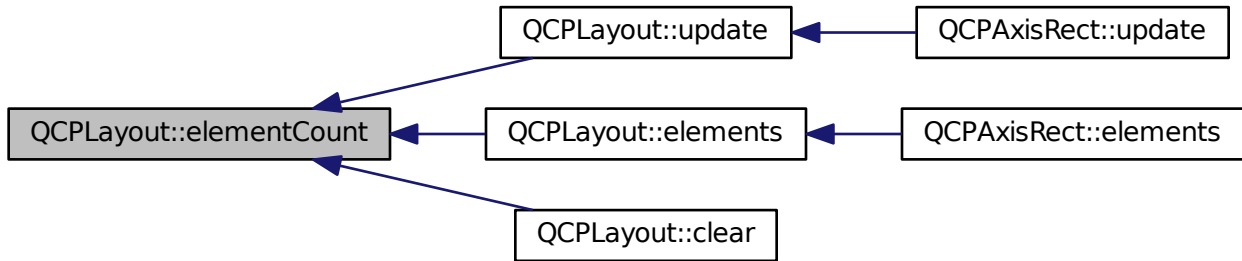 QCPLayout::update
QCPAxisRect::update
QCPLayout::elementCount
QCPLayout::elements
QCPAxisRect::elements
QCPLayout::clear